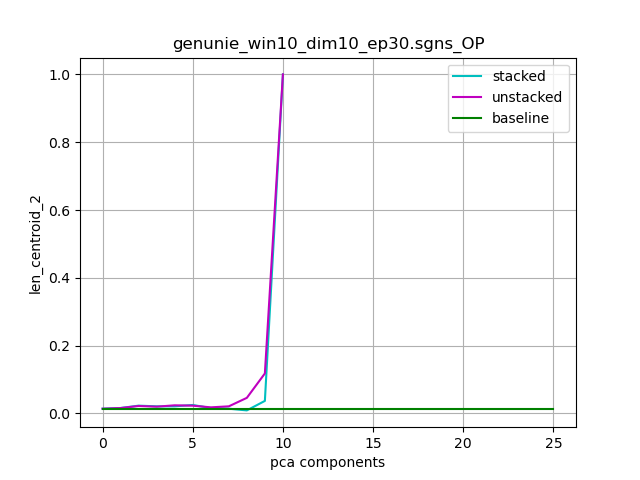 genunie_win10_dim10_ep30.sgns_OP
stacked
unstacked
baseline
len_centroid_2
1.0
0.8
0.6
0.4
0.2
0.0
0 5 10 15 20 25
pca components